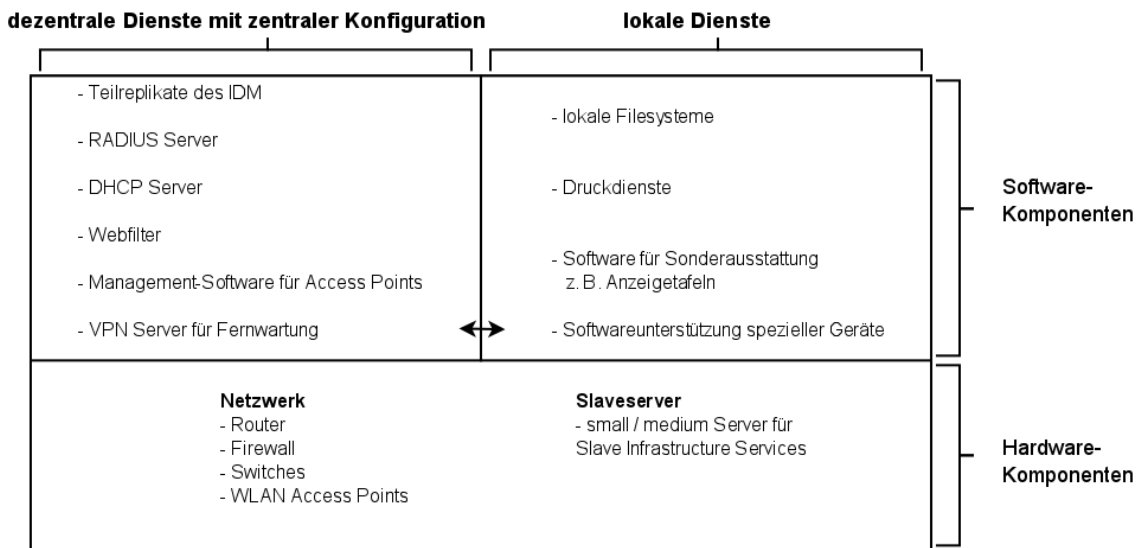 dezentrale Dienste mit zentraler Konfiguration
lokale Dienste
- Teilreplikate des IDM
- RADIUS Server
- DHCP Server
- Webfilter
- Management-Software für Access Points
- VPN Server für Fernwartung
- lokale Filesysteme
- Druckdienste
- Software für Sonderausstattung
z. B. Anzeigetafeln
- Softwareunterstützung spezieller Geräte
Software-
Komponenten
Netzwerk
- Router
- Firewall
- Switches
- WLAN Access Points
Slaveserver
- small / medium Server für
Slave Infrastructure Services
Hardware-
Komponenten